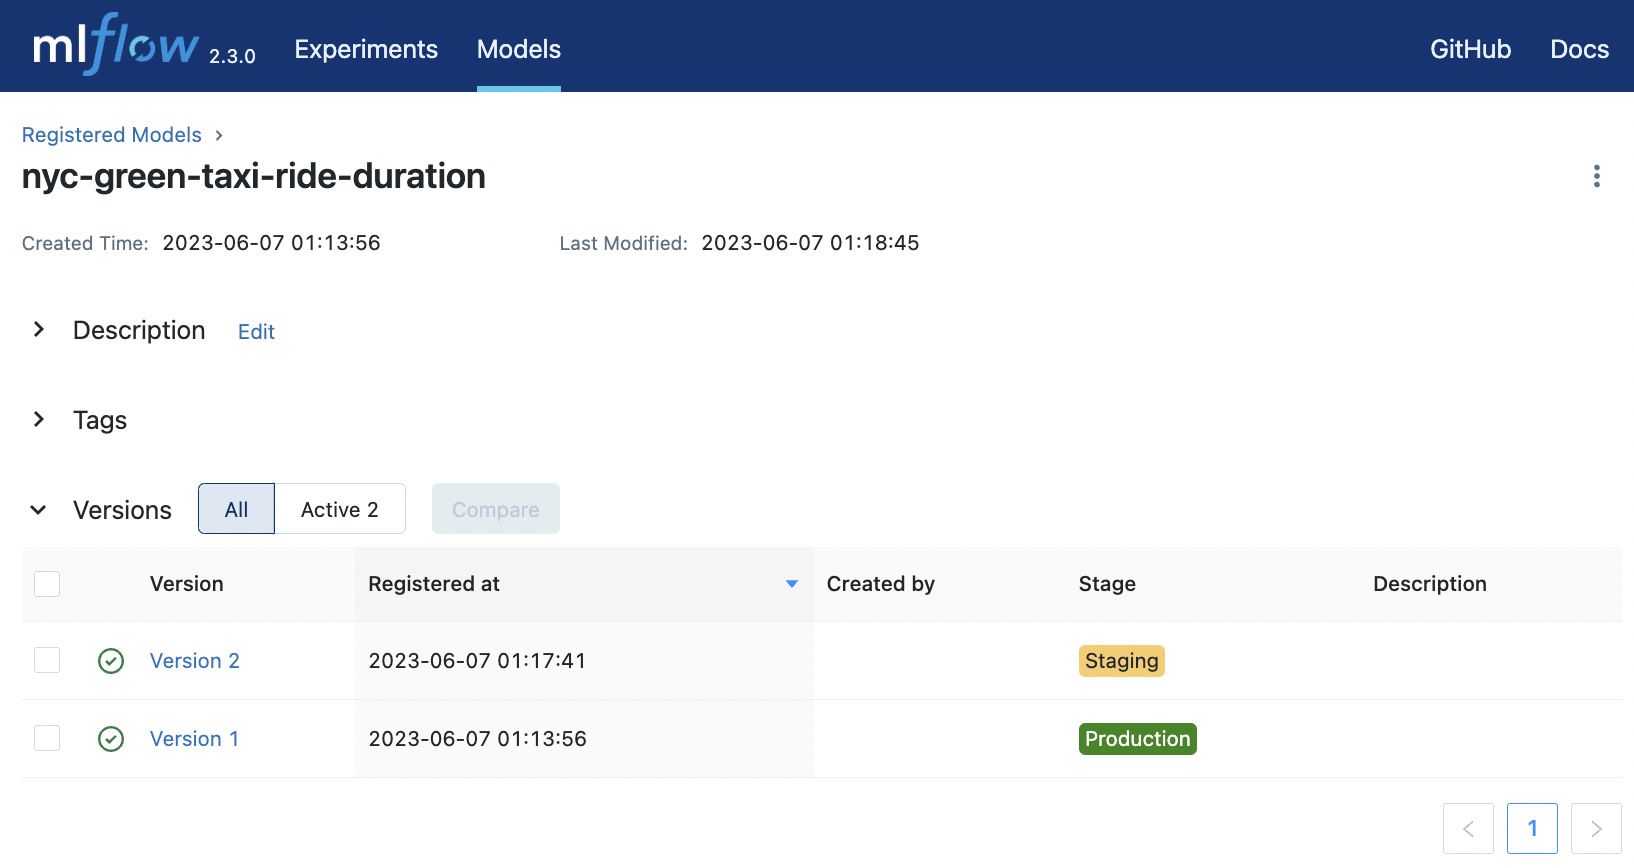 mlflow 2.3.0 Experiments Models GitHub Docs
Registered Models >
nyc-green-taxi-ride-duration
Created Time: 2023-06-07 01:13:56 Last Modified: 2023-06-07 01:18:45
Description Edit
Tags
Versions All Active 2 Compare
Version Registered at Created by Stage Description
Version 2 2023-06-07 01:17:41 Staging
Version 1 2023-06-07 01:13:56 Production
1